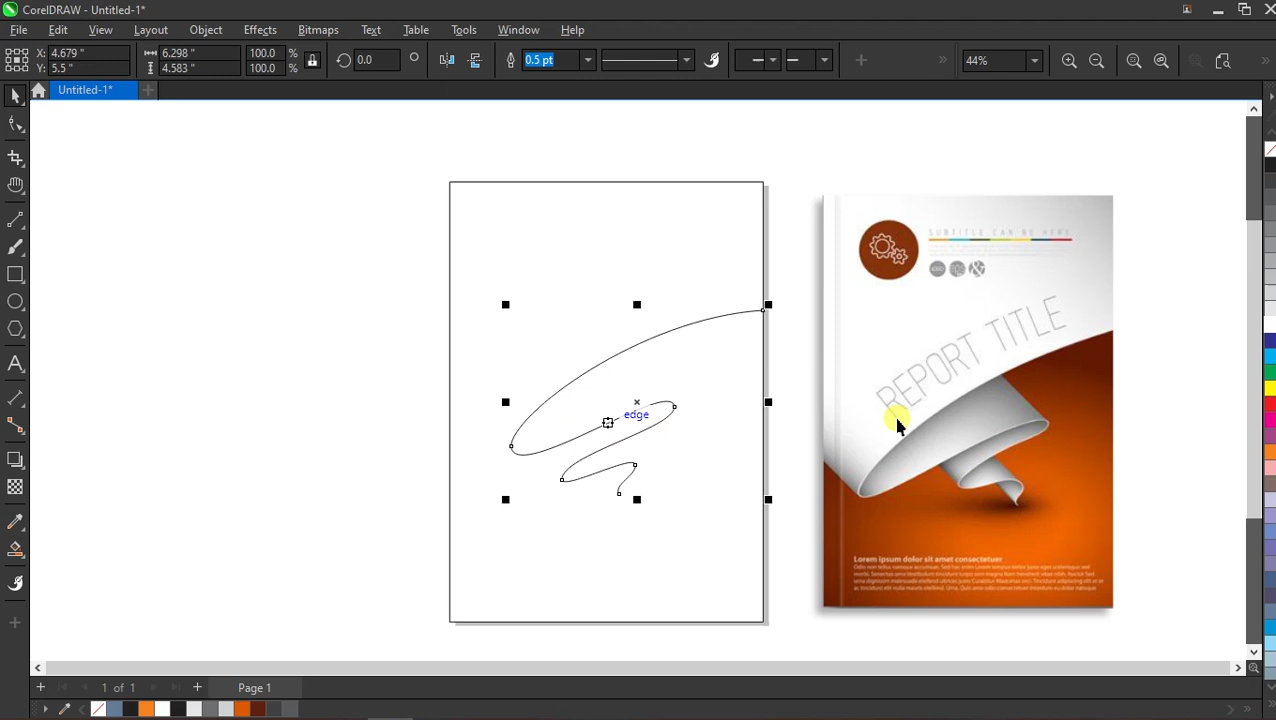 CorelDRAW - Untitled-1*
File Edit View Layout Object Effects Bitmaps Text Table Tools Window Help
X: 4.679 " 6.298 " 100.0 % 0.0 ° 0.5 pt 44%
Y: 5.5 " 4.583 " 100.0 %
Untitled-1*
SUBTITLE CAN BE HERE
LOGO
&
REPORT TITLE
edge
Lorem ipsum dolor sit amet consectetuer
1 of 1 Page 1